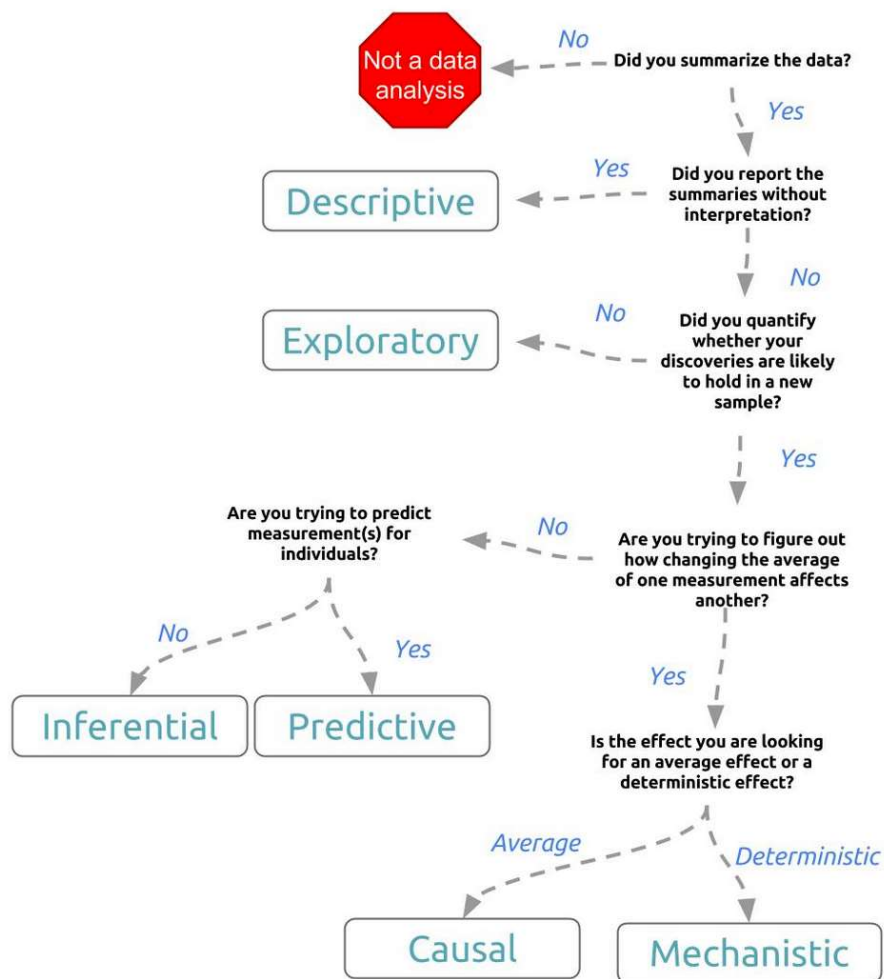 No
Did you summarize the data?
Not a data
analysis
Yes
Yes
Did you report the
summaries without
interpretation?
Descriptive
No
No
Did you quantify
whether your
discoveries are likely
to hold in a new
sample?
Exploratory
Yes
Are you trying to predict
measurement(s) for
individuals?
No
Are you trying to figure out
how changing the average
of one measurement affects
another?
No
Yes
Yes
Inferential
Predictive
Is the effect you are looking
for an average effect or a
deterministic effect?
Average
Deterministic
Causal
Mechanistic